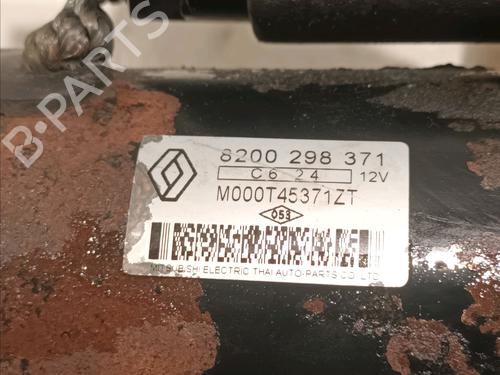 B-PARTS
8200 298 371
C6 24 12V
M000T45371ZT
053
MITSUBISHI ELECTRIC THAI AUTO-PARTS CO. LTD.